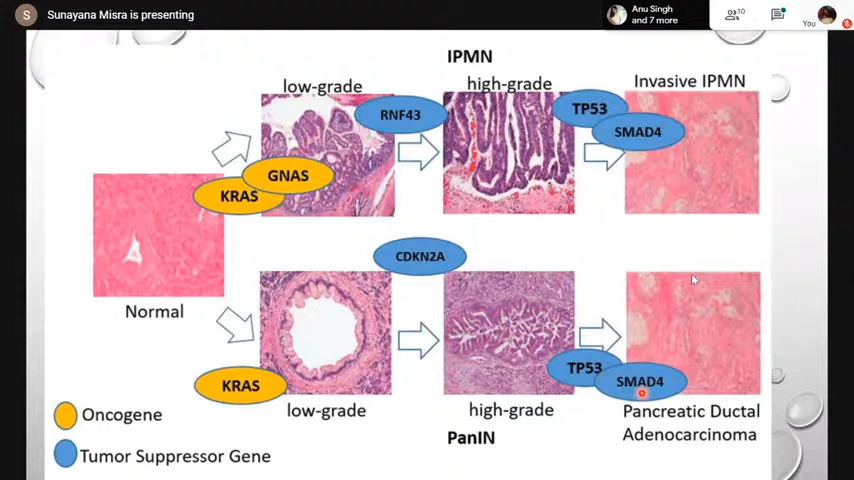 S Sunayana Misra is presenting
Anu Singh
and 7 more
10
You
IPMN
low-grade
high-grade
Invasive IPMN
RNF43
TP53
SMAD4
GNAS
KRAS
Normal
CDKN2A
KRAS
TP53
SMAD4
low-grade
high-grade
Pancreatic Ductal
Adenocarcinoma
PanIN
Oncogene
Tumor Suppressor Gene